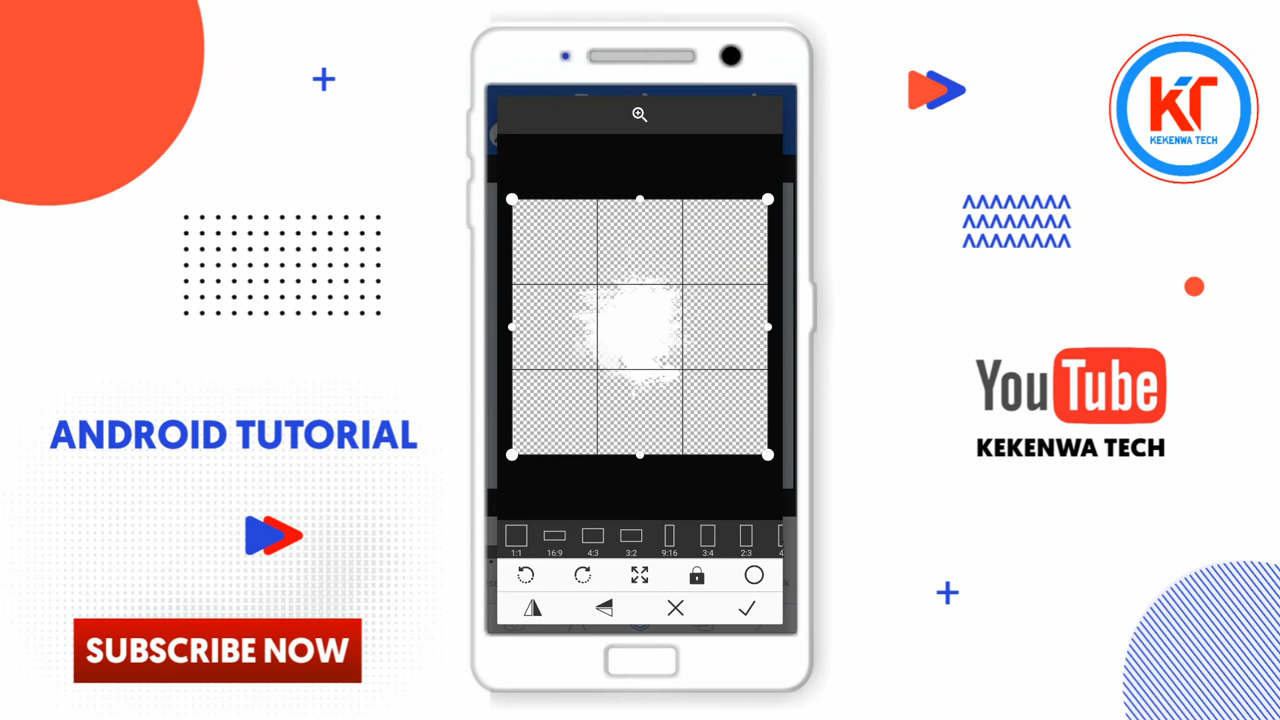 KT
KEKENWA TECH
ANDROID TUTORIAL
YouTube
KEKENWA TECH
1:1 16:9 4:3 3:2 9:16 3:4 2:3
SUBSCRIBE NOW